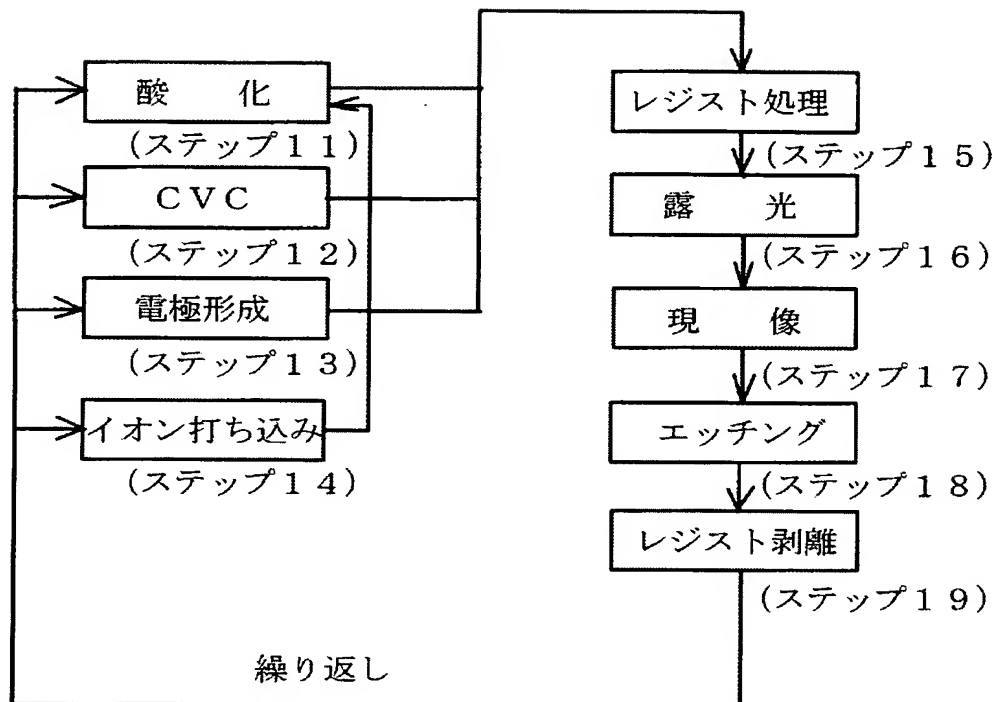 酸　化
(ステップ１１)
ＣＶＣ
(ステップ１２)
電極形成
(ステップ１３)
イオン打ち込み
(ステップ１４)
レジスト処理
(ステップ１５)
露　光
(ステップ１６)
現　像
(ステップ１７)
エッチング
(ステップ１８)
レジスト剥離
(ステップ１９)
繰り返し